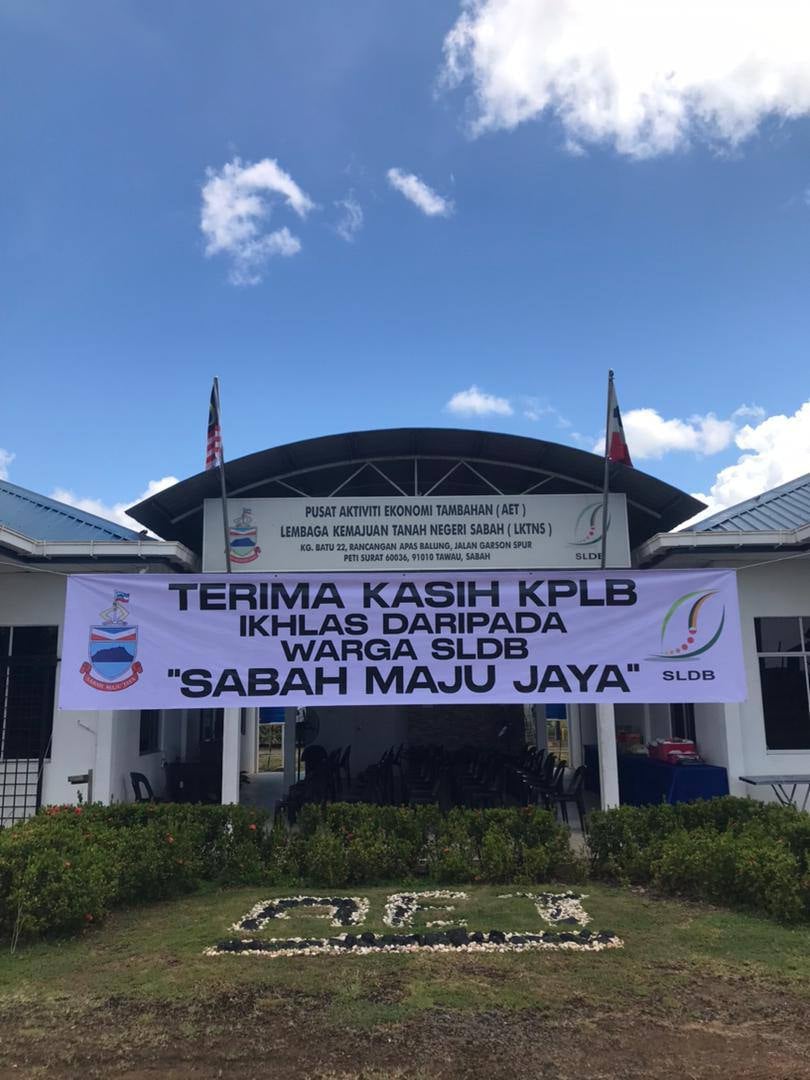 PUSAT AKTIVITI EKONOMI TAMBAHAN (AET)
LEMBAGA KEMAJUAN TANAH NEGERI SABAH (LKTNS)
KG. BATU 22, RANCANGAN APAS BALUNG, JALAN GARSON SPUR
PETI SURAT 60036, 91010 TAWAU, SABAH
SLDB
TERIMA KASIH KPLB
IKHLAS DARIPADA
WARGA SLDB
"SABAH MAJU JAYA"
SABAH MAJU JAYA
SLDB
AET